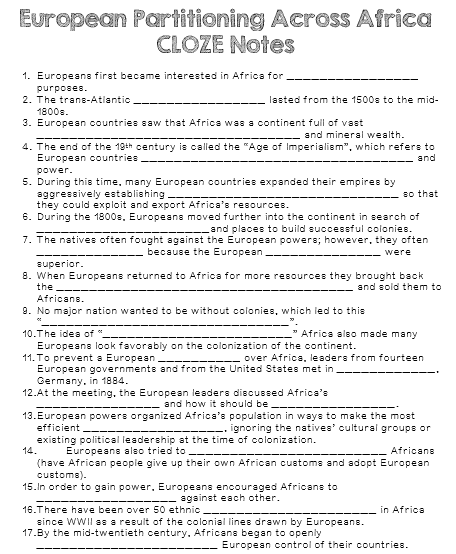 European Partitioning Across Africa
CLOZE Notes
1. Europeans first became interested in Africa for ________________
purposes.
2. The trans-Atlantic ________________ lasted from the 1500s to the mid-
1800s.
3. European countries saw that Africa was a continent full of vast
________________________________ and mineral wealth.
4. The end of the 19th century is called the “Age of Imperialism”, which refers to
European countries _________________________________ and
power.
5. During this time, many European countries expanded their empires by
aggressively establishing _________________________ so that
they could exploit and export Africa’s resources.
6. During the 1800s, Europeans moved further into the continent in search of
_____________________and places to build successful colonies.
7. The natives often fought against the European powers; however, they often
_____________ because the European ______________ were
superior.
8. When Europeans returned to Africa for more resources they brought back
the ____________________________________ and sold them to
Africans.
9. No major nation wanted to be without colonies, which led to this
“______________________________”.
10.The idea of “_______________________” Africa also made many
Europeans look favorably on the colonization of the continent.
11.To prevent a European __________ over Africa, leaders from fourteen
European governments and from the United States met in ____________,
Germany, in 1884.
12.At the meeting, the European leaders discussed Africa’s
_______________ and how it should be _______________.
13.European powers organized Africa’s population in ways to make the most
efficient _________________, ignoring the natives’ cultural groups or
existing political leadership at the time of colonization.
14. Europeans also tried to ________________________ Africans
(have African people give up their own African customs and adopt European
customs).
15.In order to gain power, Europeans encouraged Africans to
_________________ against each other.
16.There have been over 50 ethnic _____________________ in Africa
since WWII as a result of the colonial lines drawn by Europeans.
17.By the mid-twentieth century, Africans began to openly
______________________ European control of their countries.